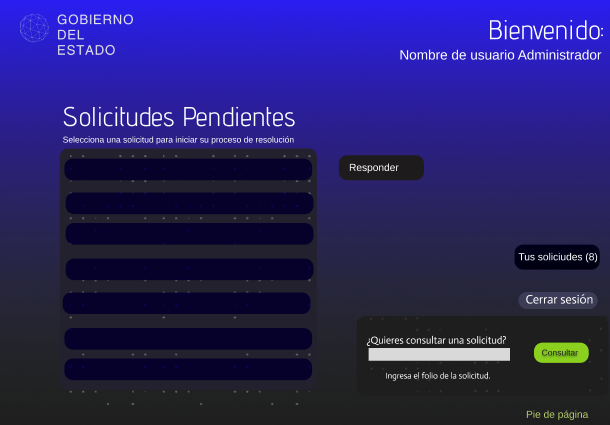 GOBIERNO
DEL
ESTADO
Bienvenido:
Nombre de usuario Administrador
Solicitudes Pendientes
Selecciona una solicitud para iniciar su proceso de resolución
Responder
Tus soliciudes (8)
Cerrar sesión
¿Quieres consultar una solicitud?
Consultar
Ingresa el folio de la solicitud.
Pie de página